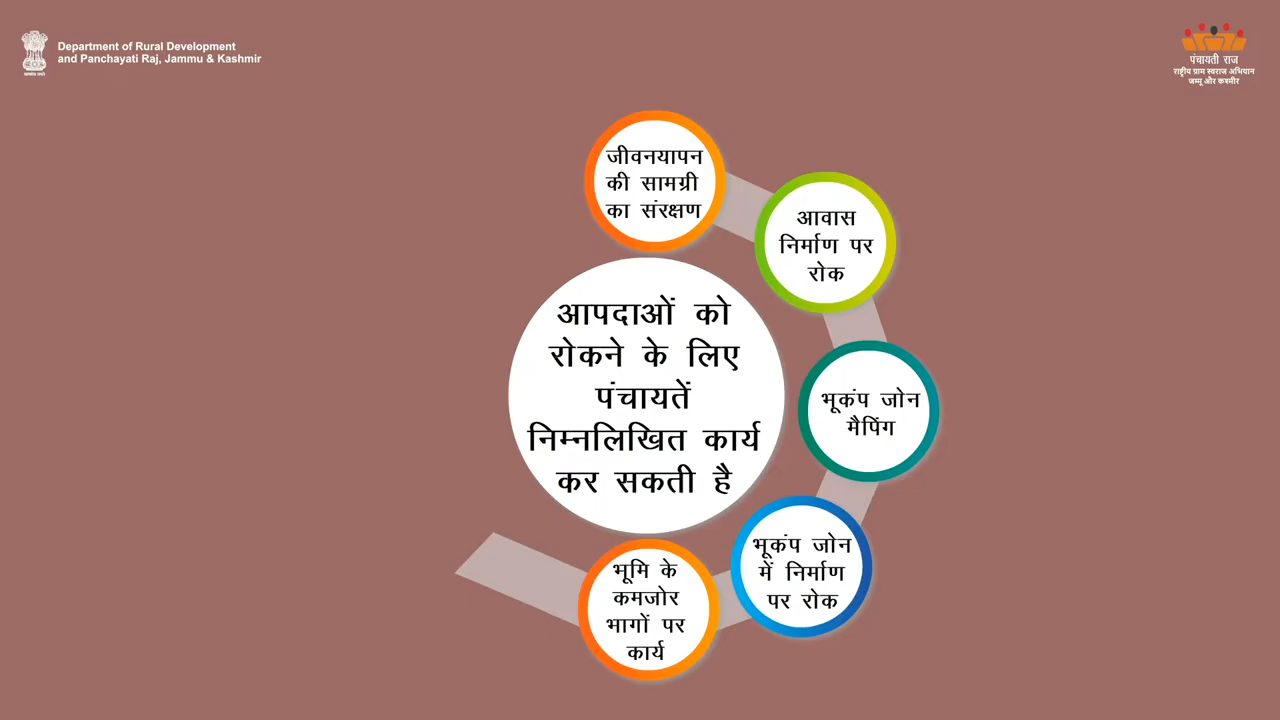 Department of Rural Development
and Panchayati Raj, Jammu & Kashmir
पंचायती राज
राष्ट्रीय ग्राम स्वराज अभियान
जम्मू और कश्मीर
जीवनयापन
की सामग्री
का संरक्षण
आवास
निर्माण पर
रोक
भूकंप जोन
मैपिंग
भूकंप जोन
में निर्माण
पर रोक
भूमि के
कमजोर
भागों पर
कार्य
आपदाओं को
रोकने के लिए
पंचायतें
निम्नलिखित कार्य
कर सकती है